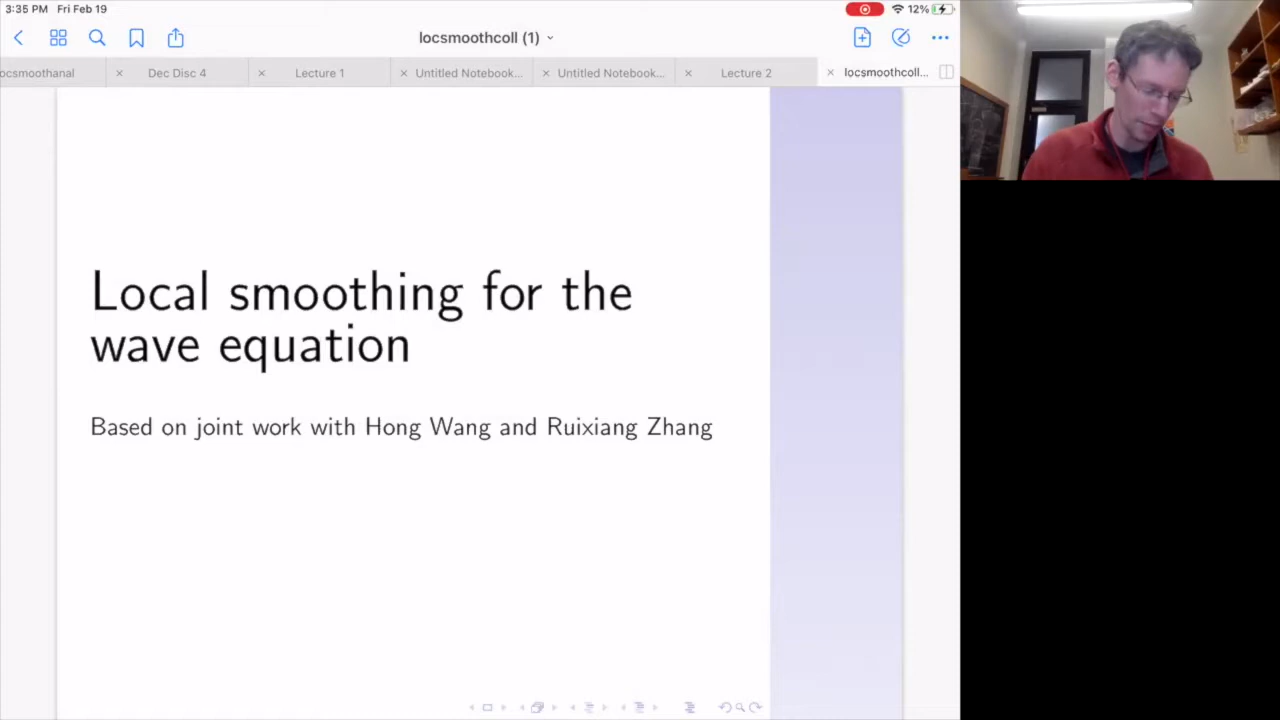 3:35 PM Fri Feb 19
12%
locsmoothcoll (1)
ocsmoothanal
Dec Disc 4
Lecture 1
Untitled Notebook...
Untitled Notebook...
Lecture 2
locsmoothcoll...
Local smoothing for the
wave equation
Based on joint work with Hong Wang and Ruixiang Zhang